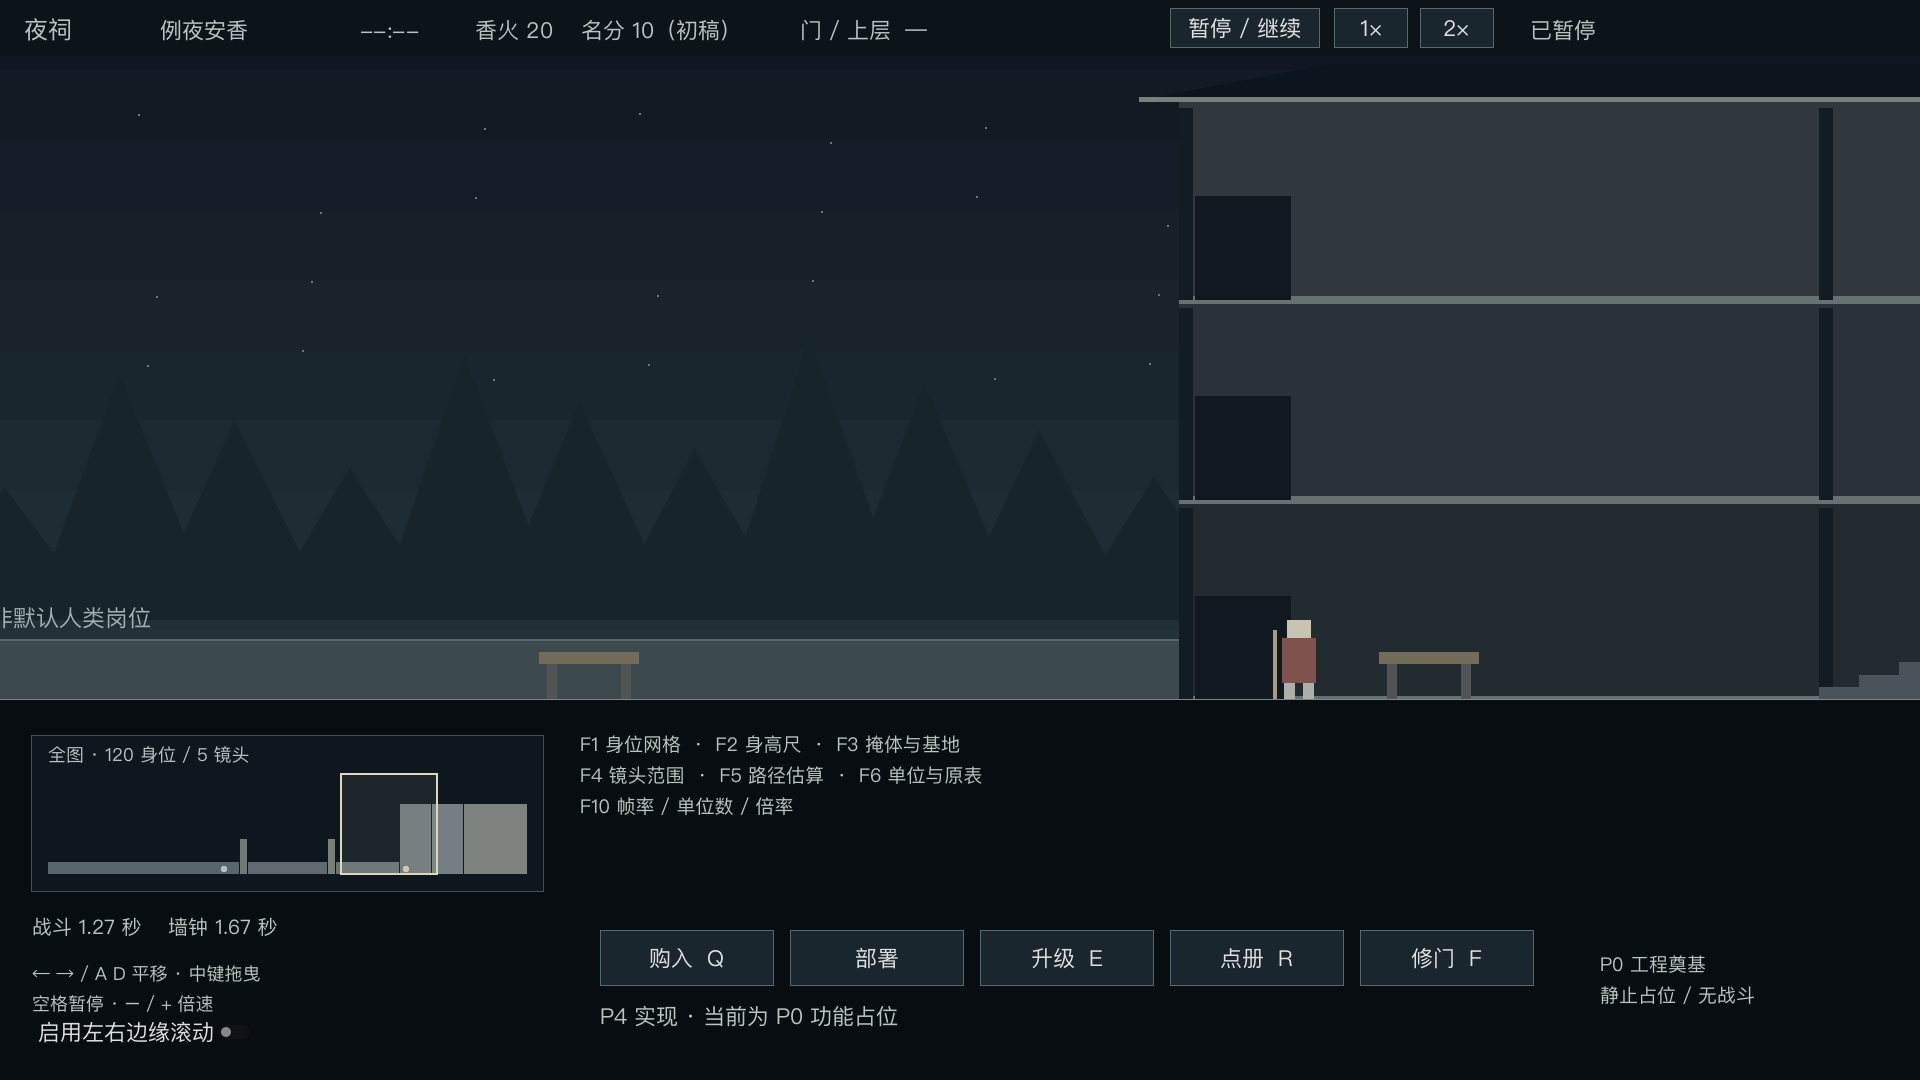 夜祠 例夜安香 --:-- 香火 20 名分 10（初稿） 门 / 上层 — 暂停 / 继续 1× 2× 已暂停
默认人类岗位
全图 · 120 身位 / 5 镜头
F1 身位网格 · F2 身高尺 · F3 掩体与基地
F4 镜头范围 · F5 路径估算 · F6 单位与原表
F10 帧率 / 单位数 / 倍率
战斗 1.27 秒 墙钟 1.67 秒
← → / A D 平移 · 中键拖曳
空格暂停 · － / + 倍速
启用左右边缘滚动
购入 Q 部署 升级 E 点册 R 修门 F
P4 实现 · 当前为 P0 功能占位
P0 工程奠基
静止占位 / 无战斗